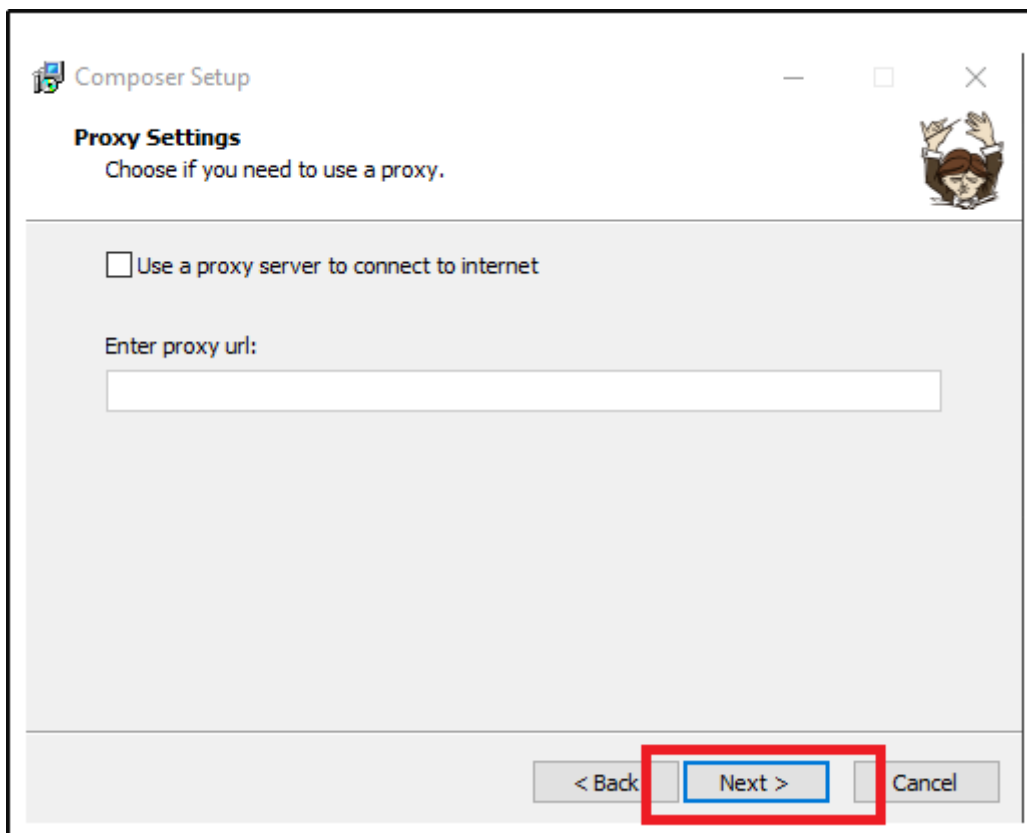 Composer Setup
Proxy Settings
Choose if you need to use a proxy.
Use a proxy server to connect to internet
Enter proxy url:
< Back Next > Cancel